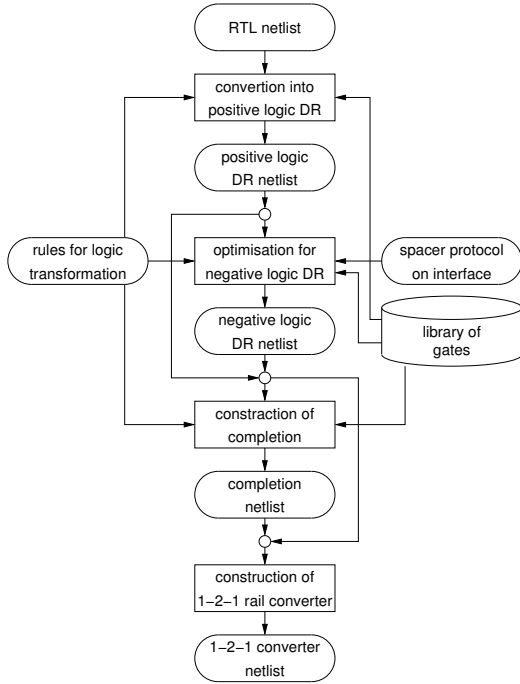 RTL netlist
convertion into
positive logic DR
positive logic
DR netlist
rules for logic
transformation
optimisation for
negative logic DR
spacer protocol
on interface
negative logic
DR netlist
library of
gates
constraction of
completion
completion
netlist
construction of
1−2−1 rail converter
1−2−1 converter
netlist